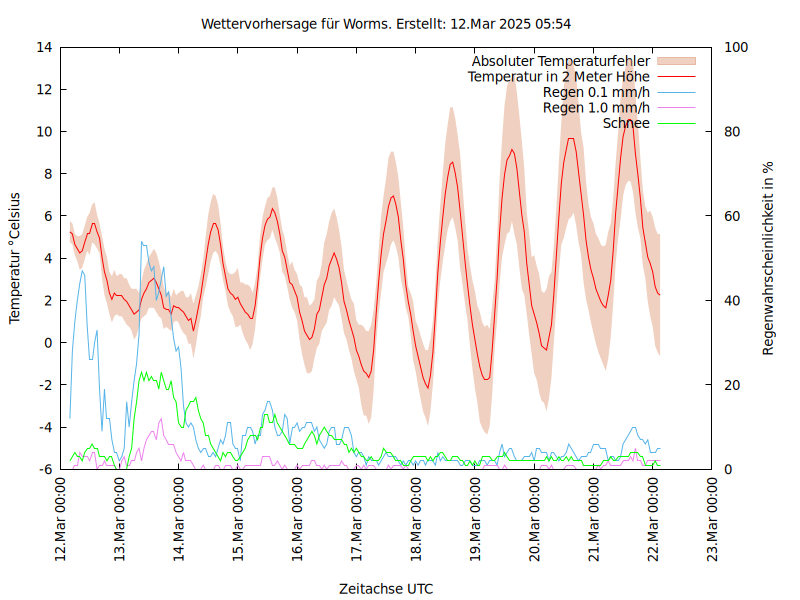 Wettervorhersage für Worms. Erstellt: 12.Mar 2025 05:54
Absoluter Temperaturfehler
Temperatur in 2 Meter Höhe
Regen 0.1 mm/h
Regen 1.0 mm/h
Schnee
Temperatur °Celsius
14
12
10
8
6
4
2
0
-2
-4
-6
100
80
60
40
20
0
Regenwahrscheinlichkeit in %
12.Mar 00:00
13.Mar 00:00
14.Mar 00:00
15.Mar 00:00
16.Mar 00:00
17.Mar 00:00
18.Mar 00:00
19.Mar 00:00
20.Mar 00:00
21.Mar 00:00
22.Mar 00:00
23.Mar 00:00
Zeitachse UTC